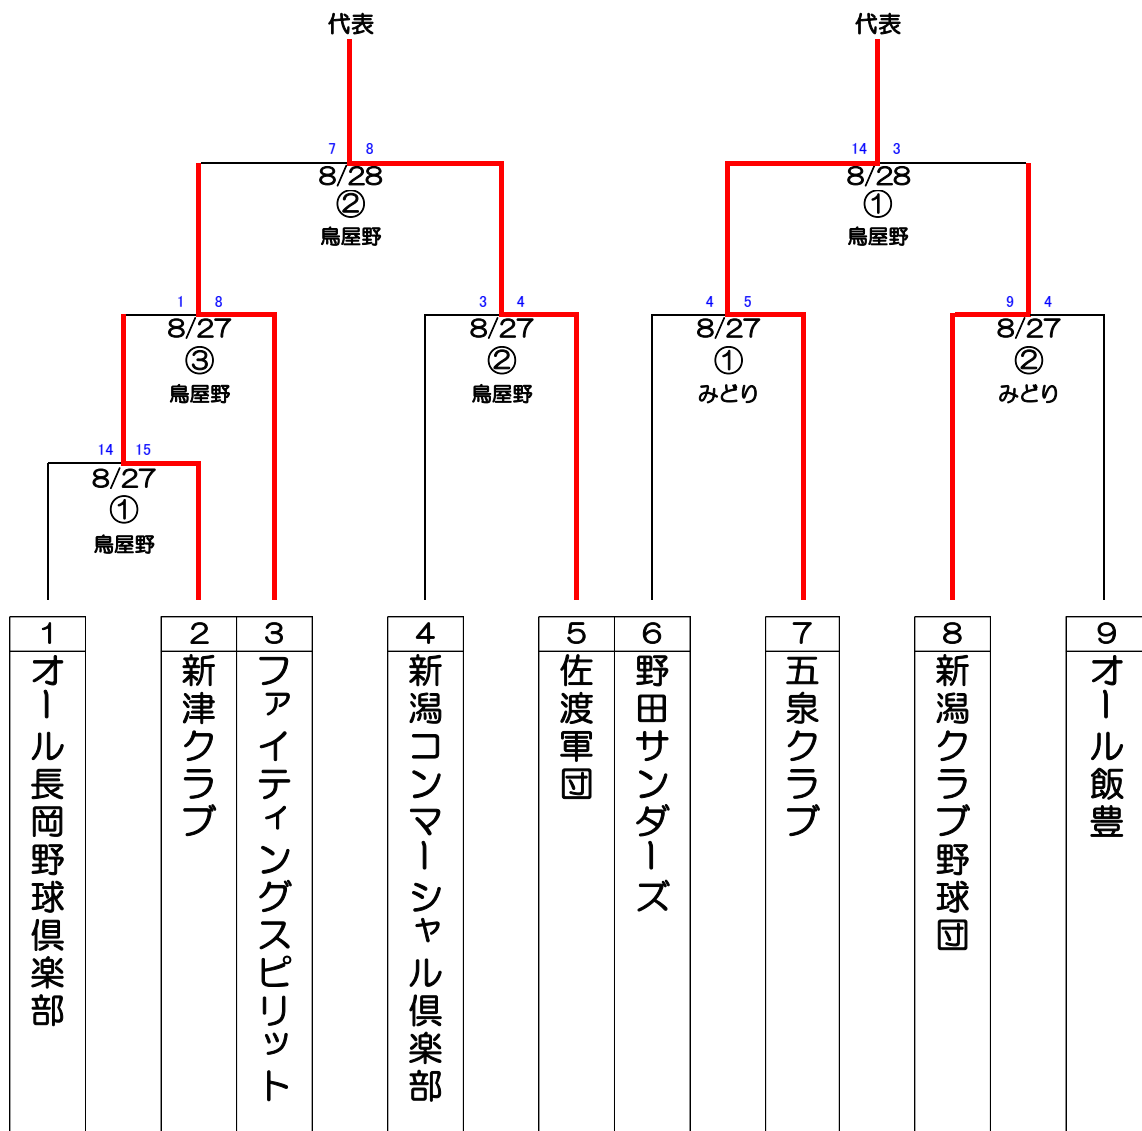 代表
代表
7 8
8/28
②
鳥屋野
14 3
8/28
①
鳥屋野
1 8
8/27
③
鳥屋野
3 4
8/27
②
鳥屋野
4 5
8/27
①
みどり
9 4
8/27
②
みどり
14 15
8/27
①
鳥屋野
1
オール長岡野球倶楽部
2
新津クラブ
3
ファイティングスピリット
4
新潟コンマーシャル倶楽部
5
佐渡軍団
6
野田サンダーズ
7
五泉クラブ
8
新潟クラブ野球団
9
オール飯豊